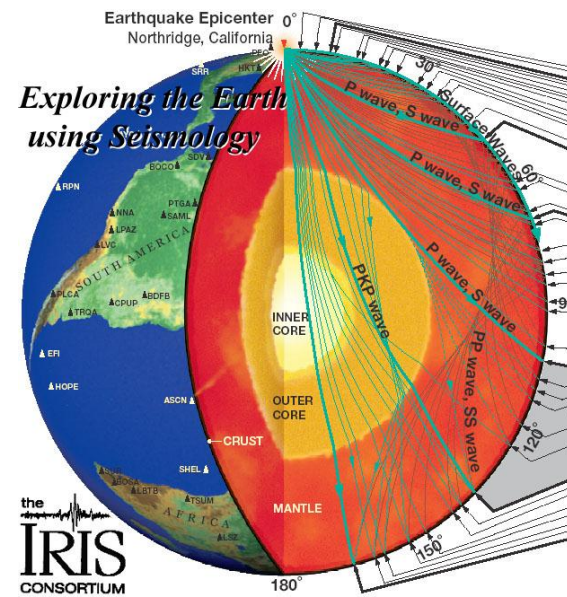 Earthquake Epicenter 0°
Northridge, California
PFO
HKT
SRR
30°
Exploring the Earth
using Seismology
P wave, S wave
Surface Waves
60°
SDV
BOCO
P wave, S wave
RPN
PTGA
NNA
SAML
LPAZ
LVC
SOUTH AMERICA
P wave, S wave
PKP wave
PLCA
CPUP
BDFB
TRQA
9
INNER
CORE
EFI
PP wave, SS wave
HOPE
ASCN
OUTER
CORE
CRUST
120°
SHEL
LBTB
TSUM
AFRICA
LSZ
MANTLE
the
IRIS
CONSORTIUM
150°
180°